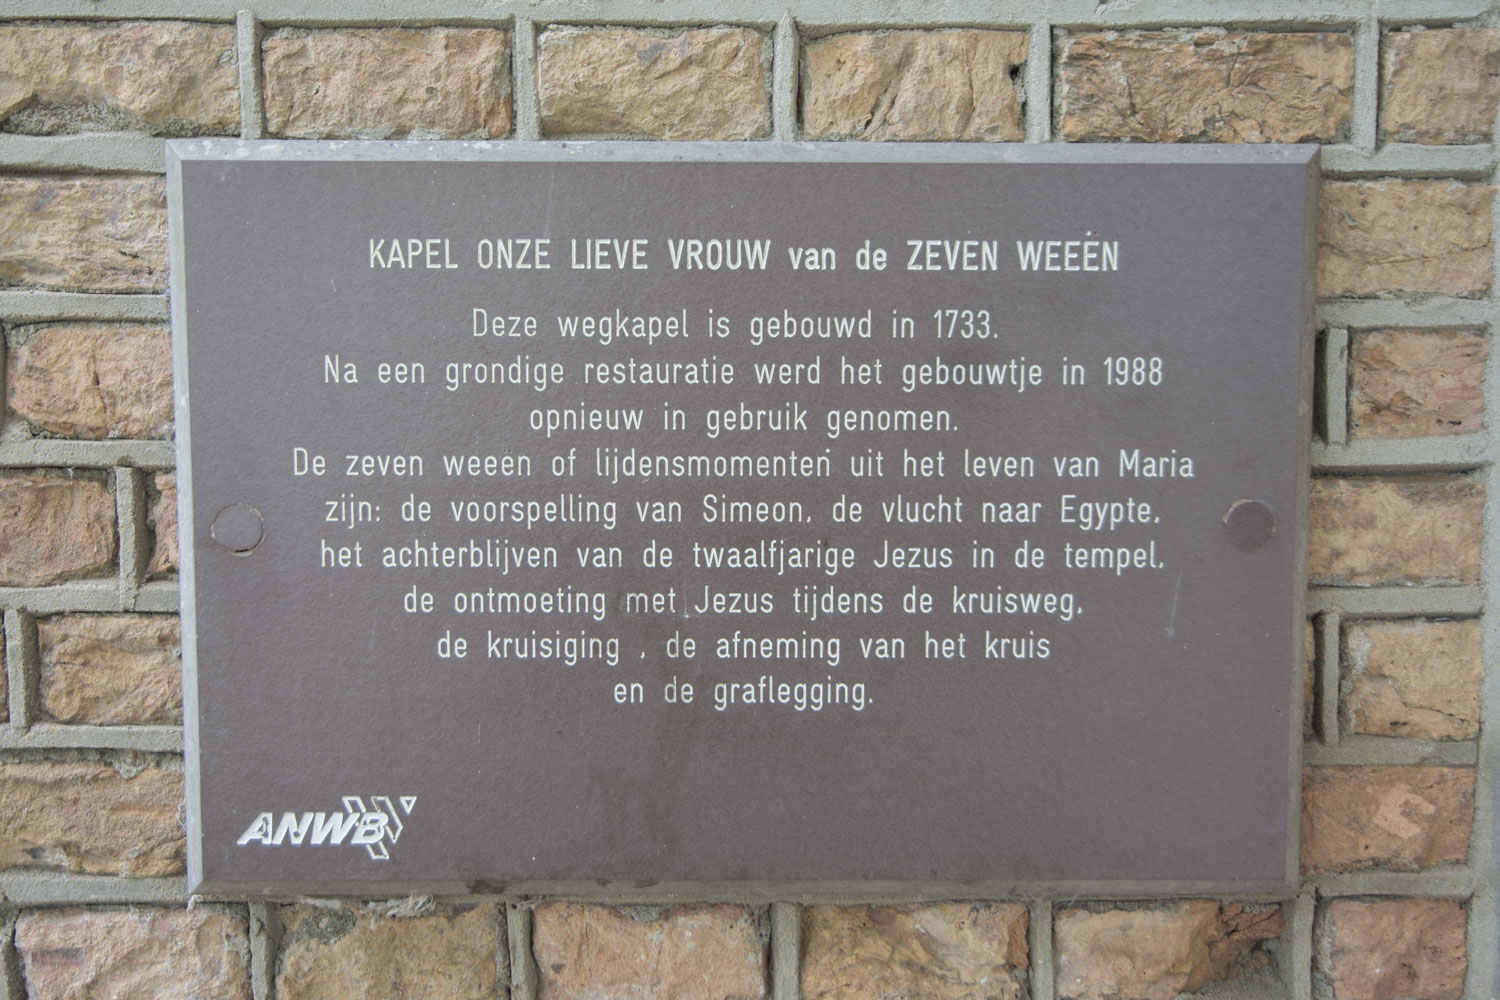 KAPEL ONZE LIEVE VROUW van de ZEVEN WEEËN
Deze wegkapel is gebouwd in 1733.
Na een grondige restauratie werd het gebouwtje in 1988
opnieuw in gebruik genomen.
De zeven weeen of lijdensmomenten uit het leven van Maria
zijn: de voorspelling van Simeon, de vlucht naar Egypte,
het achterblijven van de twaalfjarige Jezus in de tempel,
de ontmoeting met Jezus tijdens de kruisweg,
de kruisiging , de afneming van het kruis
en de graflegging.
ANWB